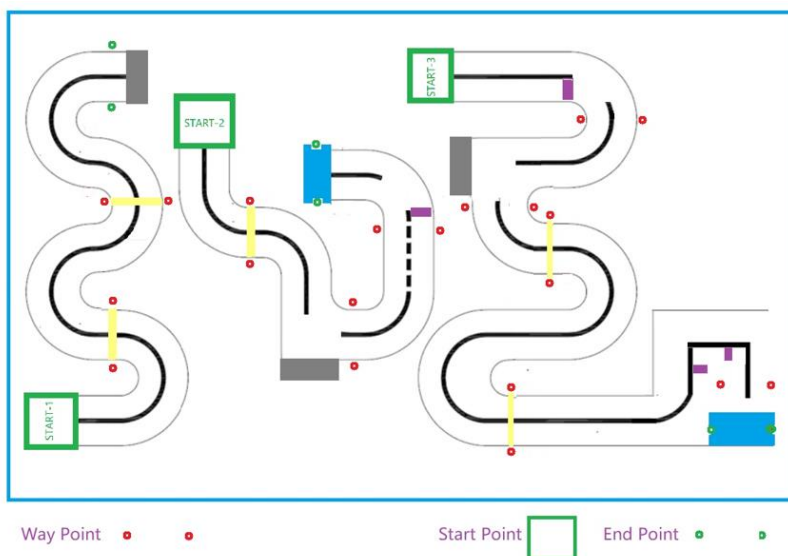 START-3
START-2
START-1
Way Point
Start Point
End Point